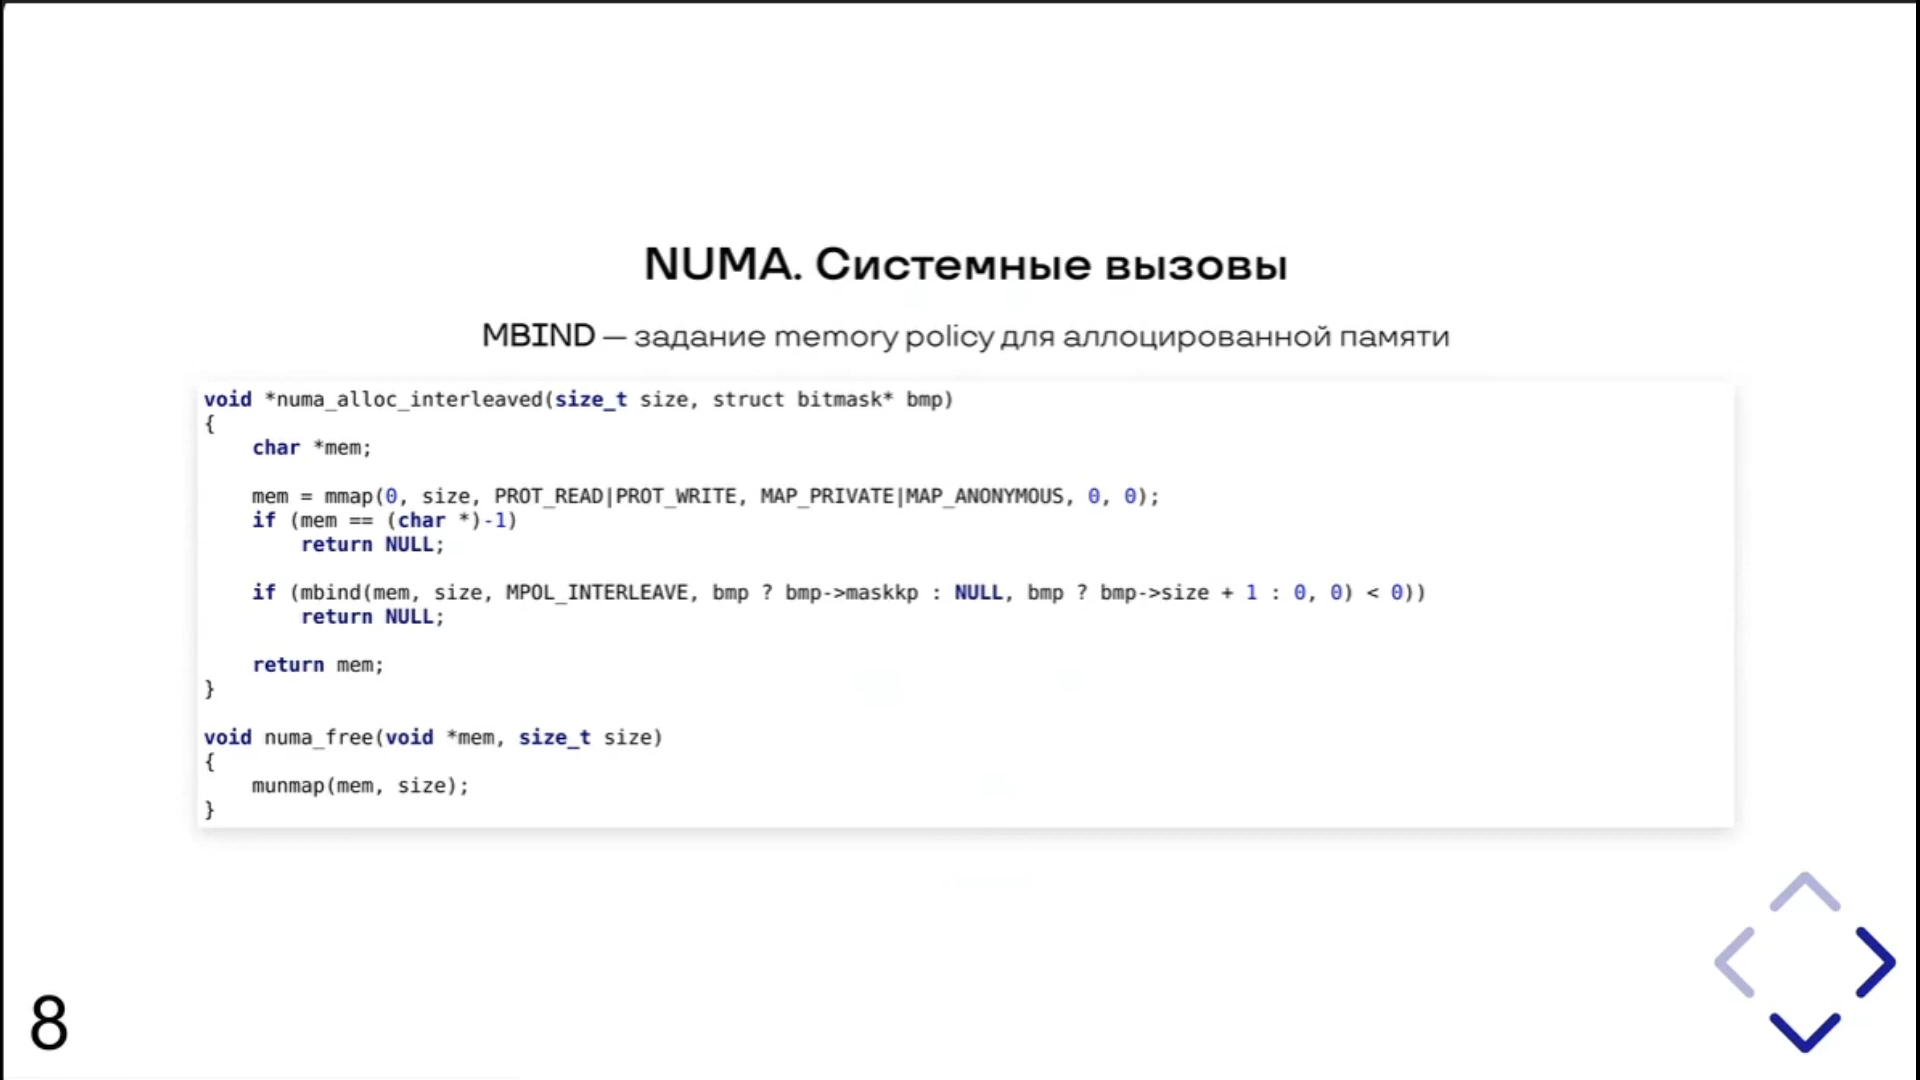 NUMA. Системные вызовы
MBIND — задание memory policy для аллоцированной памяти
void *numa_alloc_interleaved(size_t size, struct bitmask* bmp)
{
    char *mem;
    mem = mmap(0, size, PROT_READ|PROT_WRITE, MAP_PRIVATE|MAP_ANONYMOUS, 0, 0);
    if (mem == (char *)-1)
        return NULL;
    if (mbind(mem, size, MPOL_INTERLEAVE, bmp ? bmp->maskkp : NULL, bmp ? bmp->size + 1 : 0, 0) < 0))
        return NULL;
    return mem;
}
void numa_free(void *mem, size_t size)
{
    munmap(mem, size);
}
8